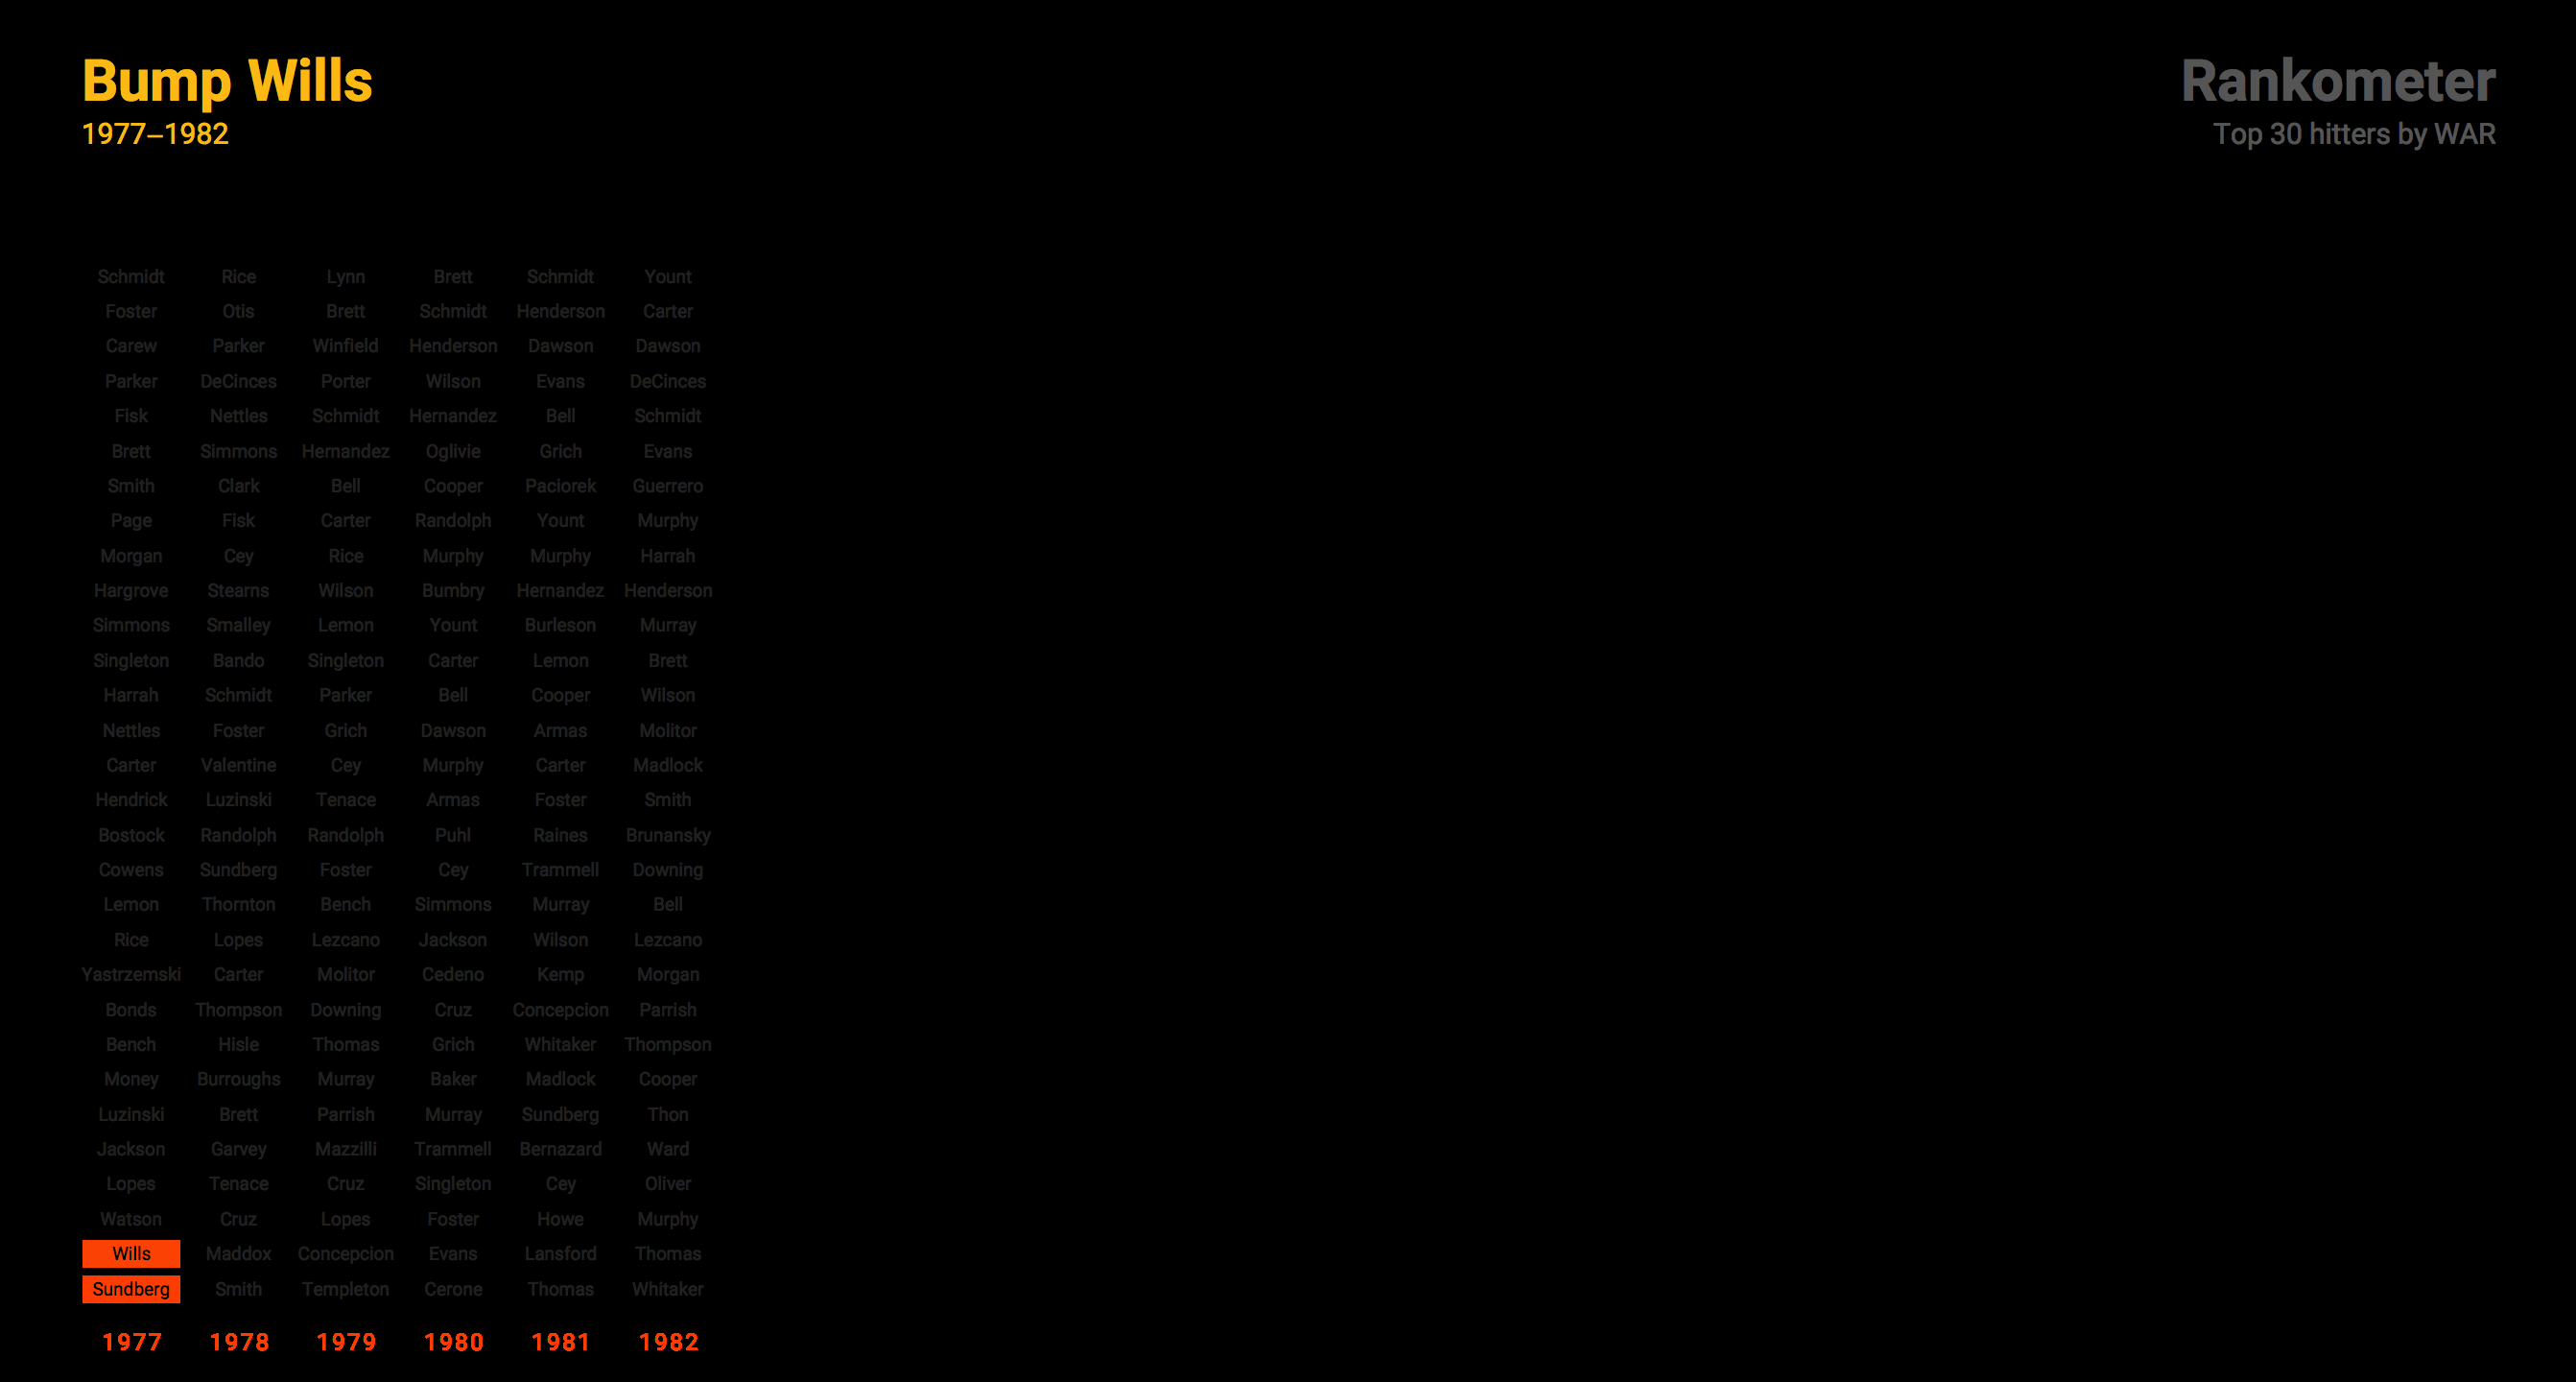 Bump Wills
1977–1982
Rankometer
Top 30 hitters by WAR
Schmidt Rice Lynn Brett Schmidt Yount
Foster Otis Brett Schmidt Henderson Carter
Carew Parker Winfield Henderson Dawson Dawson
Parker DeCinces Porter Wilson Evans DeCinces
Fisk Nettles Schmidt Hernandez Bell Schmidt
Brett Simmons Hernandez Oglivie Grich Evans
Smith Clark Bell Cooper Paciorek Guerrero
Page Fisk Carter Randolph Yount Murphy
Morgan Cey Rice Murphy Murphy Harrah
Hargrove Stearns Wilson Bumbry Hernandez Henderson
Simmons Smalley Lemon Yount Burleson Murray
Singleton Bando Singleton Carter Lemon Brett
Harrah Schmidt Parker Bell Cooper Wilson
Nettles Foster Grich Dawson Armas Molitor
Carter Valentine Cey Murphy Carter Madlock
Hendrick Luzinski Tenace Armas Foster Smith
Bostock Randolph Randolph Puhl Raines Brunansky
Cowens Sundberg Foster Cey Trammell Downing
Lemon Thornton Bench Simmons Murray Bell
Rice Lopes Lezcano Jackson Wilson Lezcano
Yastrzemski Carter Molitor Cedeno Kemp Morgan
Bonds Thompson Downing Cruz Concepcion Parrish
Bench Hisle Thomas Grich Whitaker Thompson
Money Burroughs Murray Baker Madlock Cooper
Luzinski Brett Parrish Murray Sundberg Thon
Jackson Garvey Mazzilli Trammell Bernazard Ward
Lopes Tenace Cruz Singleton Cey Oliver
Watson Cruz Lopes Foster Howe Murphy
Wills Maddox Concepcion Evans Lansford Thomas
Sundberg Smith Templeton Cerone Thomas Whitaker
1977 1978 1979 1980 1981 1982